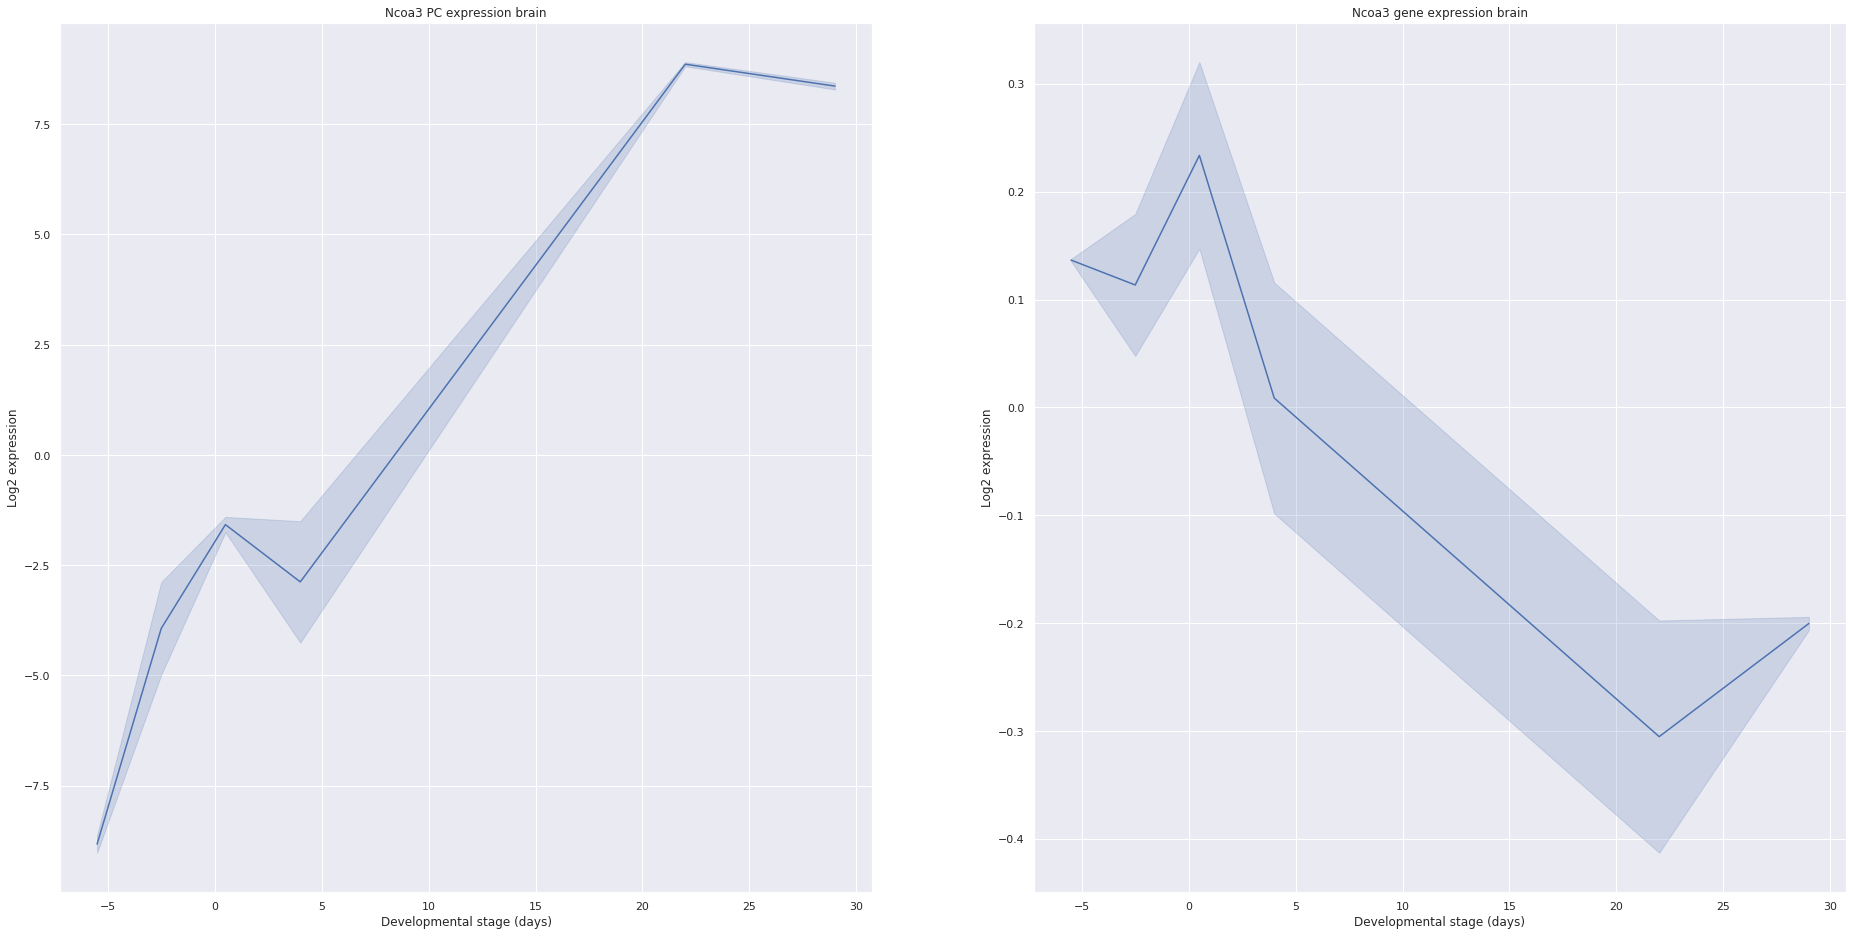 Ncoa3 PC expression brain
Log2 expression
7.5
5.0
2.5
0.0
−2.5
−5.0
−7.5
−5 0 5 10 15 20 25 30
Developmental stage (days)
Ncoa3 gene expression brain
Log2 expression
0.3
0.2
0.1
0.0
−0.1
−0.2
−0.3
−0.4
−5 0 5 10 15 20 25 30
Developmental stage (days)